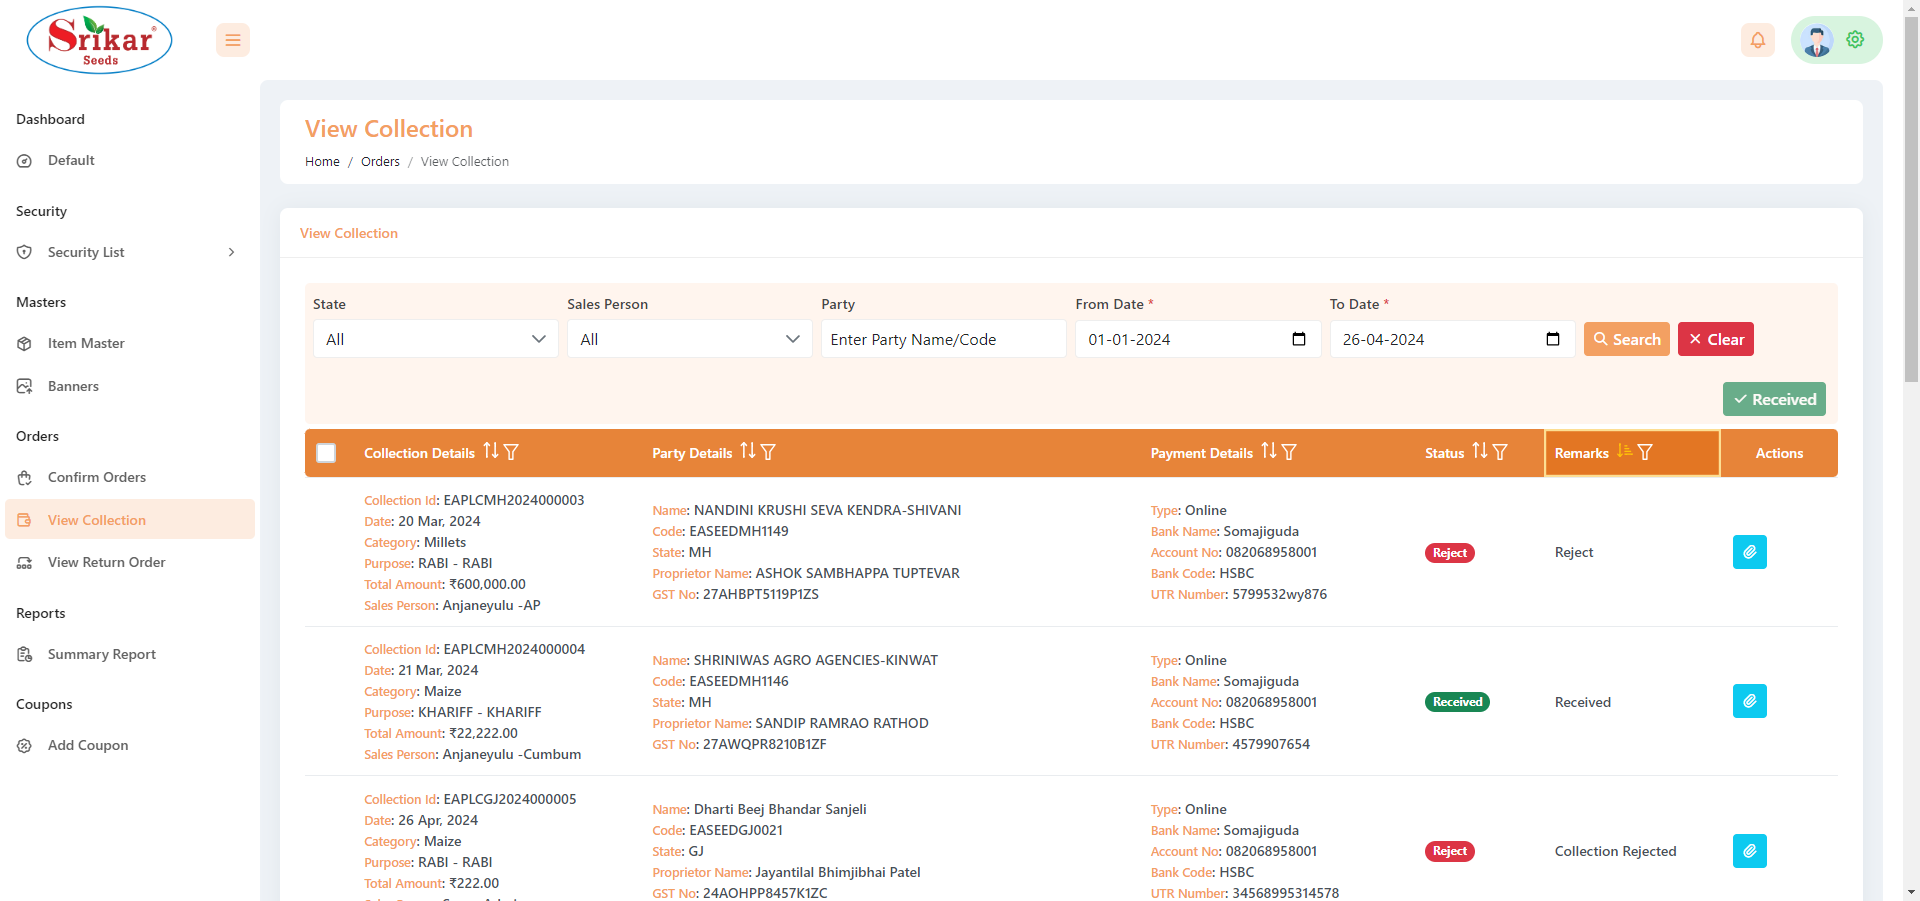 Srikar®
Seeds
Dashboard
Default
Security
Security List
Masters
Item Master
Banners
Orders
Confirm Orders
View Collection
View Return Order
Reports
Summary Report
Coupons
Add Coupon
View Collection
Home / Orders / View Collection
View Collection
State Sales Person Party From Date * To Date *
All All Enter Party Name/Code 01-01-2024 26-04-2024 Search Clear
Received
Collection Details Party Details Payment Details Status Remarks Actions
Collection Id: EAPLCMH2024000003
Date: 20 Mar, 2024
Category: Millets
Purpose: RABI - RABI
Total Amount: ₹600,000.00
Sales Person: Anjaneyulu -AP
Name: NANDINI KRUSHI SEVA KENDRA-SHIVANI
Code: EASEEDMH1149
State: MH
Proprietor Name: ASHOK SAMBHAPPA TUPTEVAR
GST No: 27AHBPT5119P1ZS
Type: Online
Bank Name: Somajiguda
Account No: 082068958001
Bank Code: HSBC
UTR Number: 5799532wy876
Reject
Reject
Collection Id: EAPLCMH2024000004
Date: 21 Mar, 2024
Category: Maize
Purpose: KHARIFF - KHARIFF
Total Amount: ₹22,222.00
Sales Person: Anjaneyulu -Cumbum
Name: SHRINIWAS AGRO AGENCIES-KINWAT
Code: EASEEDMH1146
State: MH
Proprietor Name: SANDIP RAMRAO RATHOD
GST No: 27AWQPR8210B1ZF
Type: Online
Bank Name: Somajiguda
Account No: 082068958001
Bank Code: HSBC
UTR Number: 4579907654
Received
Received
Collection Id: EAPLCGJ2024000005
Date: 26 Apr, 2024
Category: Maize
Purpose: RABI - RABI
Total Amount: ₹222.00
Name: Dharti Beej Bhandar Sanjeli
Code: EASEEDGJ0021
State: GJ
Proprietor Name: Jayantilal Bhimjibhai Patel
GST No: 24AOHPP8457K1ZC
Type: Online
Bank Name: Somajiguda
Account No: 082068958001
Bank Code: HSBC
UTR Number: 34568995314578
Reject
Collection Rejected